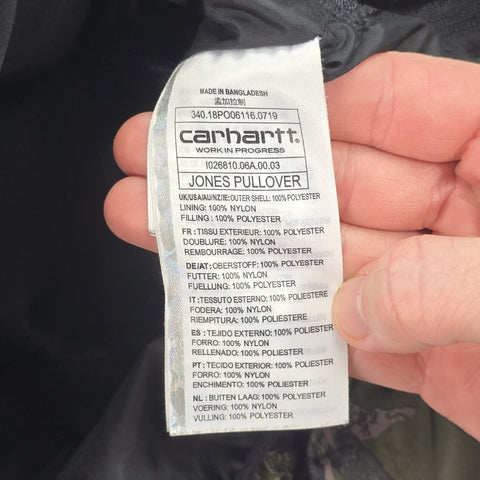 MADE IN BANGLADESH
孟加拉制
340.18PO06116.0719
carhartt.
WORK IN PROGRESS
I026810.06A.00.03
JONES PULLOVER
UK/USA/AU/NZ/IE:OUTER SHELL: 100% POLYESTER
LINING: 100% NYLON
FILLING : 100% POLYESTER
FR : TISSU EXTERIEUR: 100% POLYESTER
DOUBLURE: 100% NYLON
REMBOURRAGE: 100% POLYESTER
DE/AT: OBERSTOFF: 100% POLYESTER
FUTTER: 100% NYLON
FUELLUNG: 100% POLYESTER
IT :TESSUTO ESTERNO: 100% POLIESTERE
FODERA: 100% NYLON
RIEMPITURA: 100% POLIESTERE
ES : TEJIDO EXTERNO: 100% POLIESTER
FORRO: 100% NYLON
RELLENADO: 100% POLIESTER
PT : TECIDO EXTERIOR: 100% POLIESTER
FORRO: 100% NYLON
ENCHIMENTO: 100% POLIESTER
NL : BUITEN LAAG: 100% POLYESTER
VOERING: 100% NYLON
VULLING: 100% POLYESTER